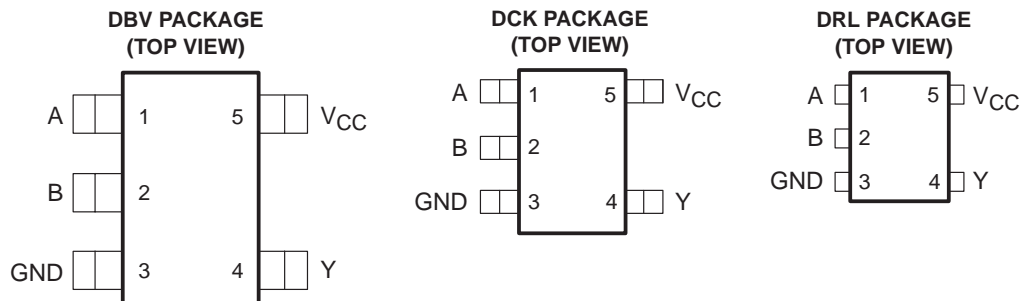 DBV PACKAGE
(TOP VIEW)
A 1 5 VCC
B 2
GND 3 4 Y
DCK PACKAGE
(TOP VIEW)
A 1 5 VCC
B 2
GND 3 4 Y
DRL PACKAGE
(TOP VIEW)
A 1 5 VCC
B 2
GND 3 4 Y